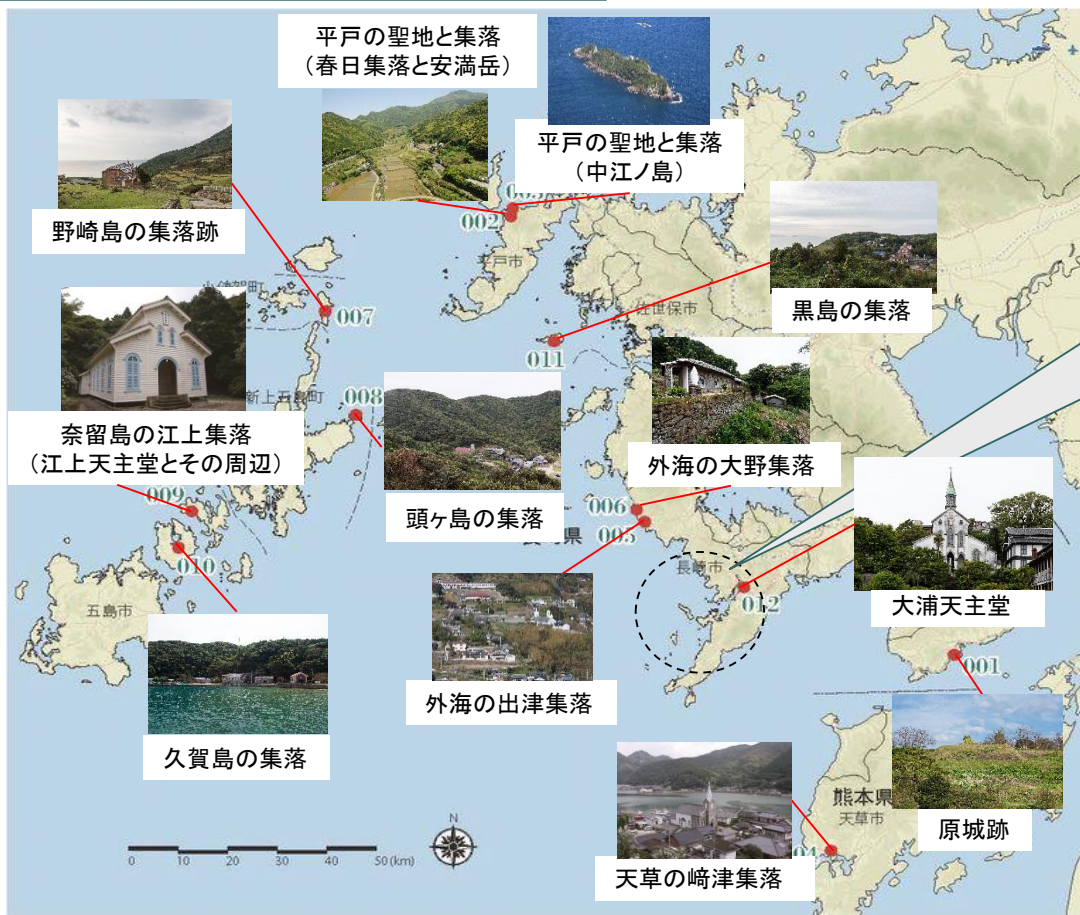 平戸の聖地と集落
（春日集落と安満岳）
平戸の聖地と集落
（中江ノ島）
野崎島の集落跡
002
平戸市
黒島の集落
007
佐世保市
011
奈留島の江上集落
（江上天主堂とその周辺）
新上五島町
008
頭ヶ島の集落
外海の大野集落
009
006
005
010
長崎市
012
大浦天主堂
五島市
001
外海の出津集落
久賀島の集落
熊本県
天草市
原城跡
天草の﨑津集落
N
0 10 20 30 40 50 (km)